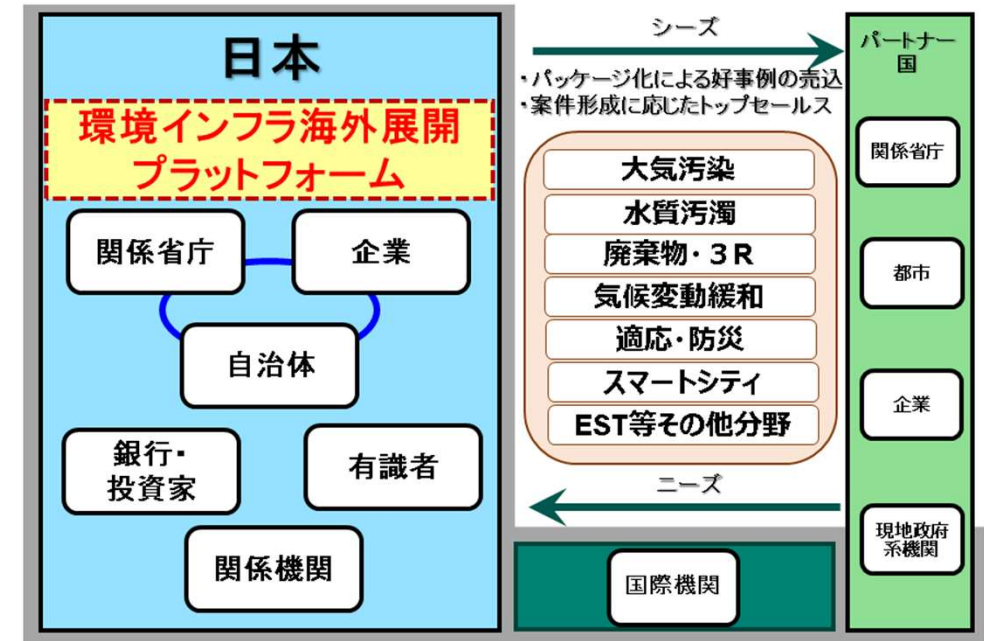 日本
環境インフラ海外展開
プラットフォーム
関係省庁
企業
自治体
銀行・
投資家
有識者
関係機関
シーズ
・パッケージ化による好事例の売込
・案件形成に応じたトップセールス
大気汚染
水質汚濁
廃棄物・３Ｒ
気候変動緩和
適応・防災
スマートシティ
EST等その他分野
ニーズ
国際機関
パートナー
国
関係省庁
都市
企業
現地政府
系機関